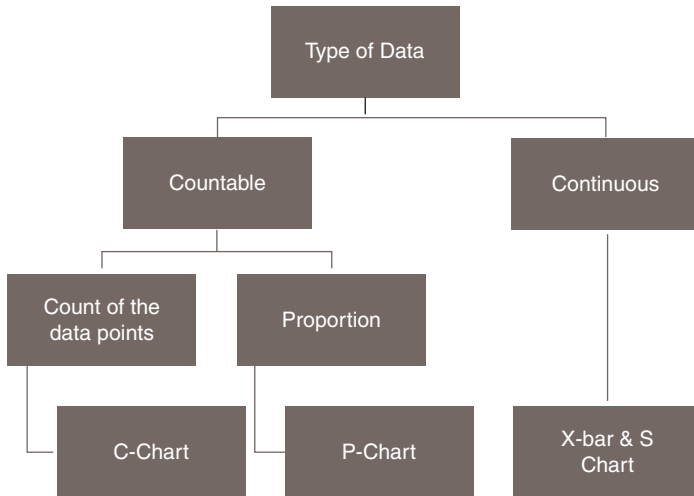 Type of Data
Countable
Continuous
Count of the
data points
Proportion
C-Chart
P-Chart
X-bar & S
Chart